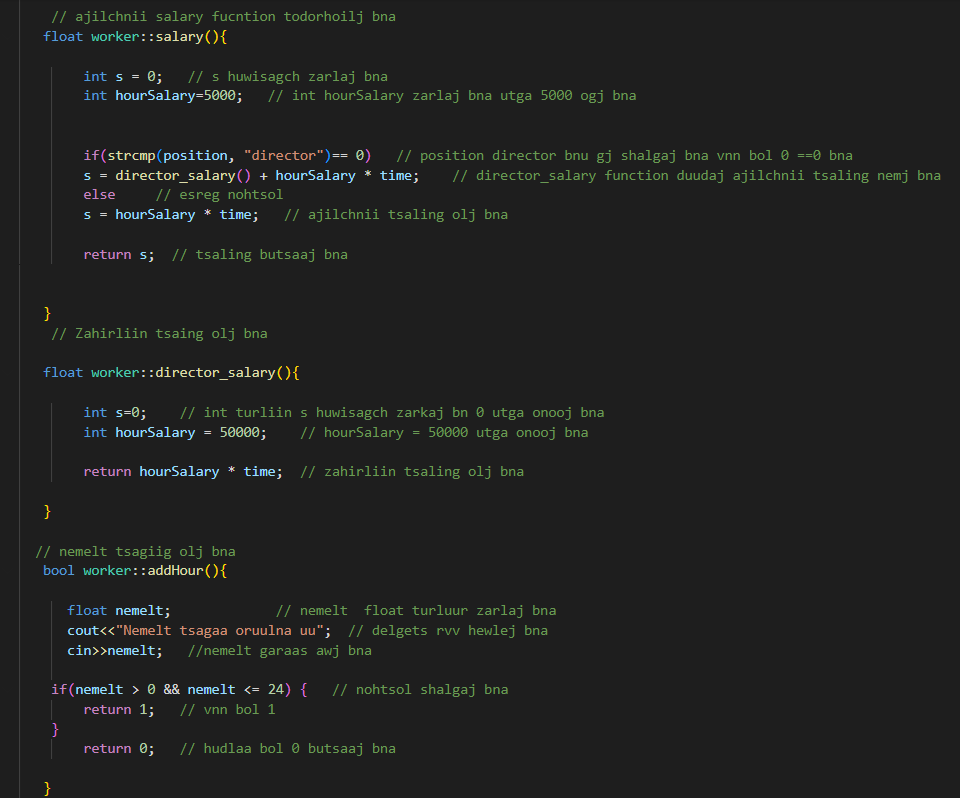 // ajilchnii salary fucntion todorhoilj bna
float worker::salary(){
int s = 0;   // s huwisagch zarlaj bna
int hourSalary=5000;   // int hourSalary zarlaj bna utga 5000 ogj bna
if(strcmp(position, "director")== 0)   // position director bnu gj shalgaj bna vnn bol 0 ==0 bna
s = director_salary() + hourSalary * time;    // director_salary function duudaj ajilchnii tsaling nemj bna
else     // esreg nohtsol
s = hourSalary * time;   // ajilchnii tsaling olj bna
return s;  // tsaling butsaaj bna
}
// Zahirliin tsaing olj bna
float worker::director_salary(){
int s=0;    // int turliin s huwisagch zarkaj bn 0 utga onooj bna
int hourSalary = 50000;    // hourSalary = 50000 utga onooj bna
return hourSalary * time;  // zahirliin tsaling olj bna
}
// nemelt tsagiig olj bna
bool worker::addHour(){
float nemelt;             // nemelt  float turluur zarlaj bna
cout<<"Nemelt tsagaa oruulna uu";  // delgets rvv hewlej bna
cin>>nemelt;   //nemelt garaas awj bna
if(nemelt > 0 && nemelt <= 24) {   // nohtsol shalgaj bna
return 1;   // vnn bol 1
}
return 0;   // hudlaa bol 0 butsaaj bna
}